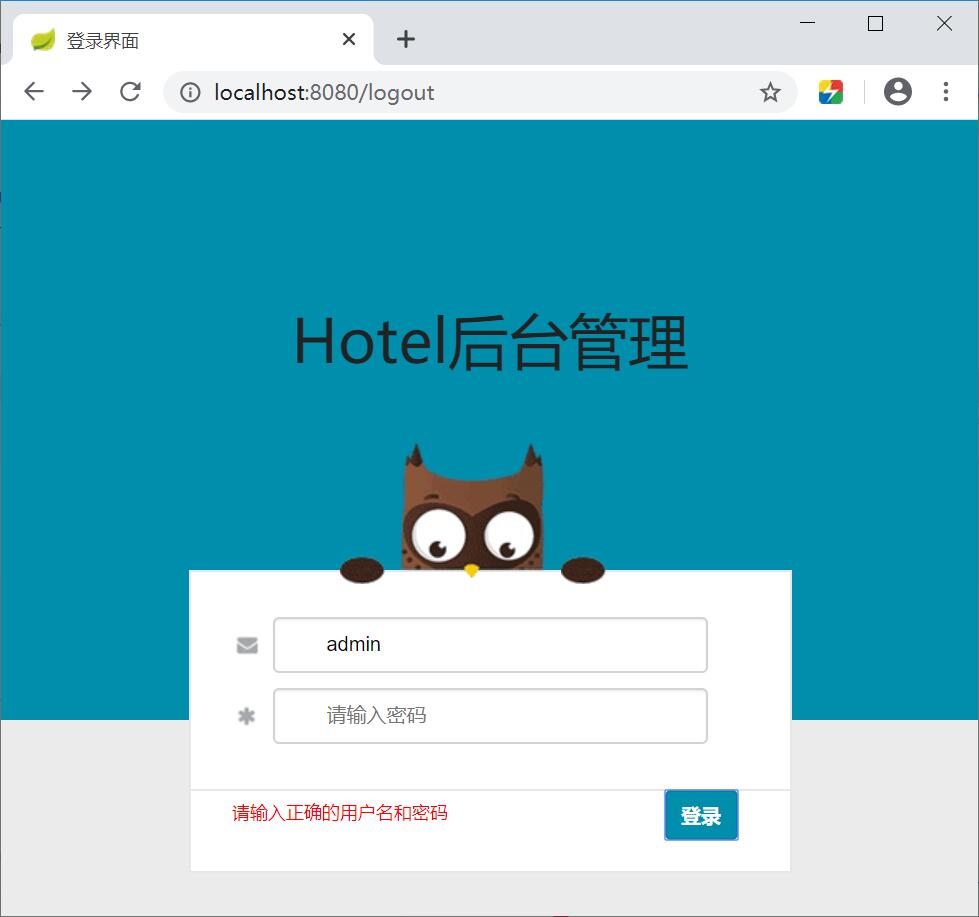 登录界面
localhost:8080/logout
Hotel后台管理
admin
请输入密码
请输入正确的用户名和密码
登录